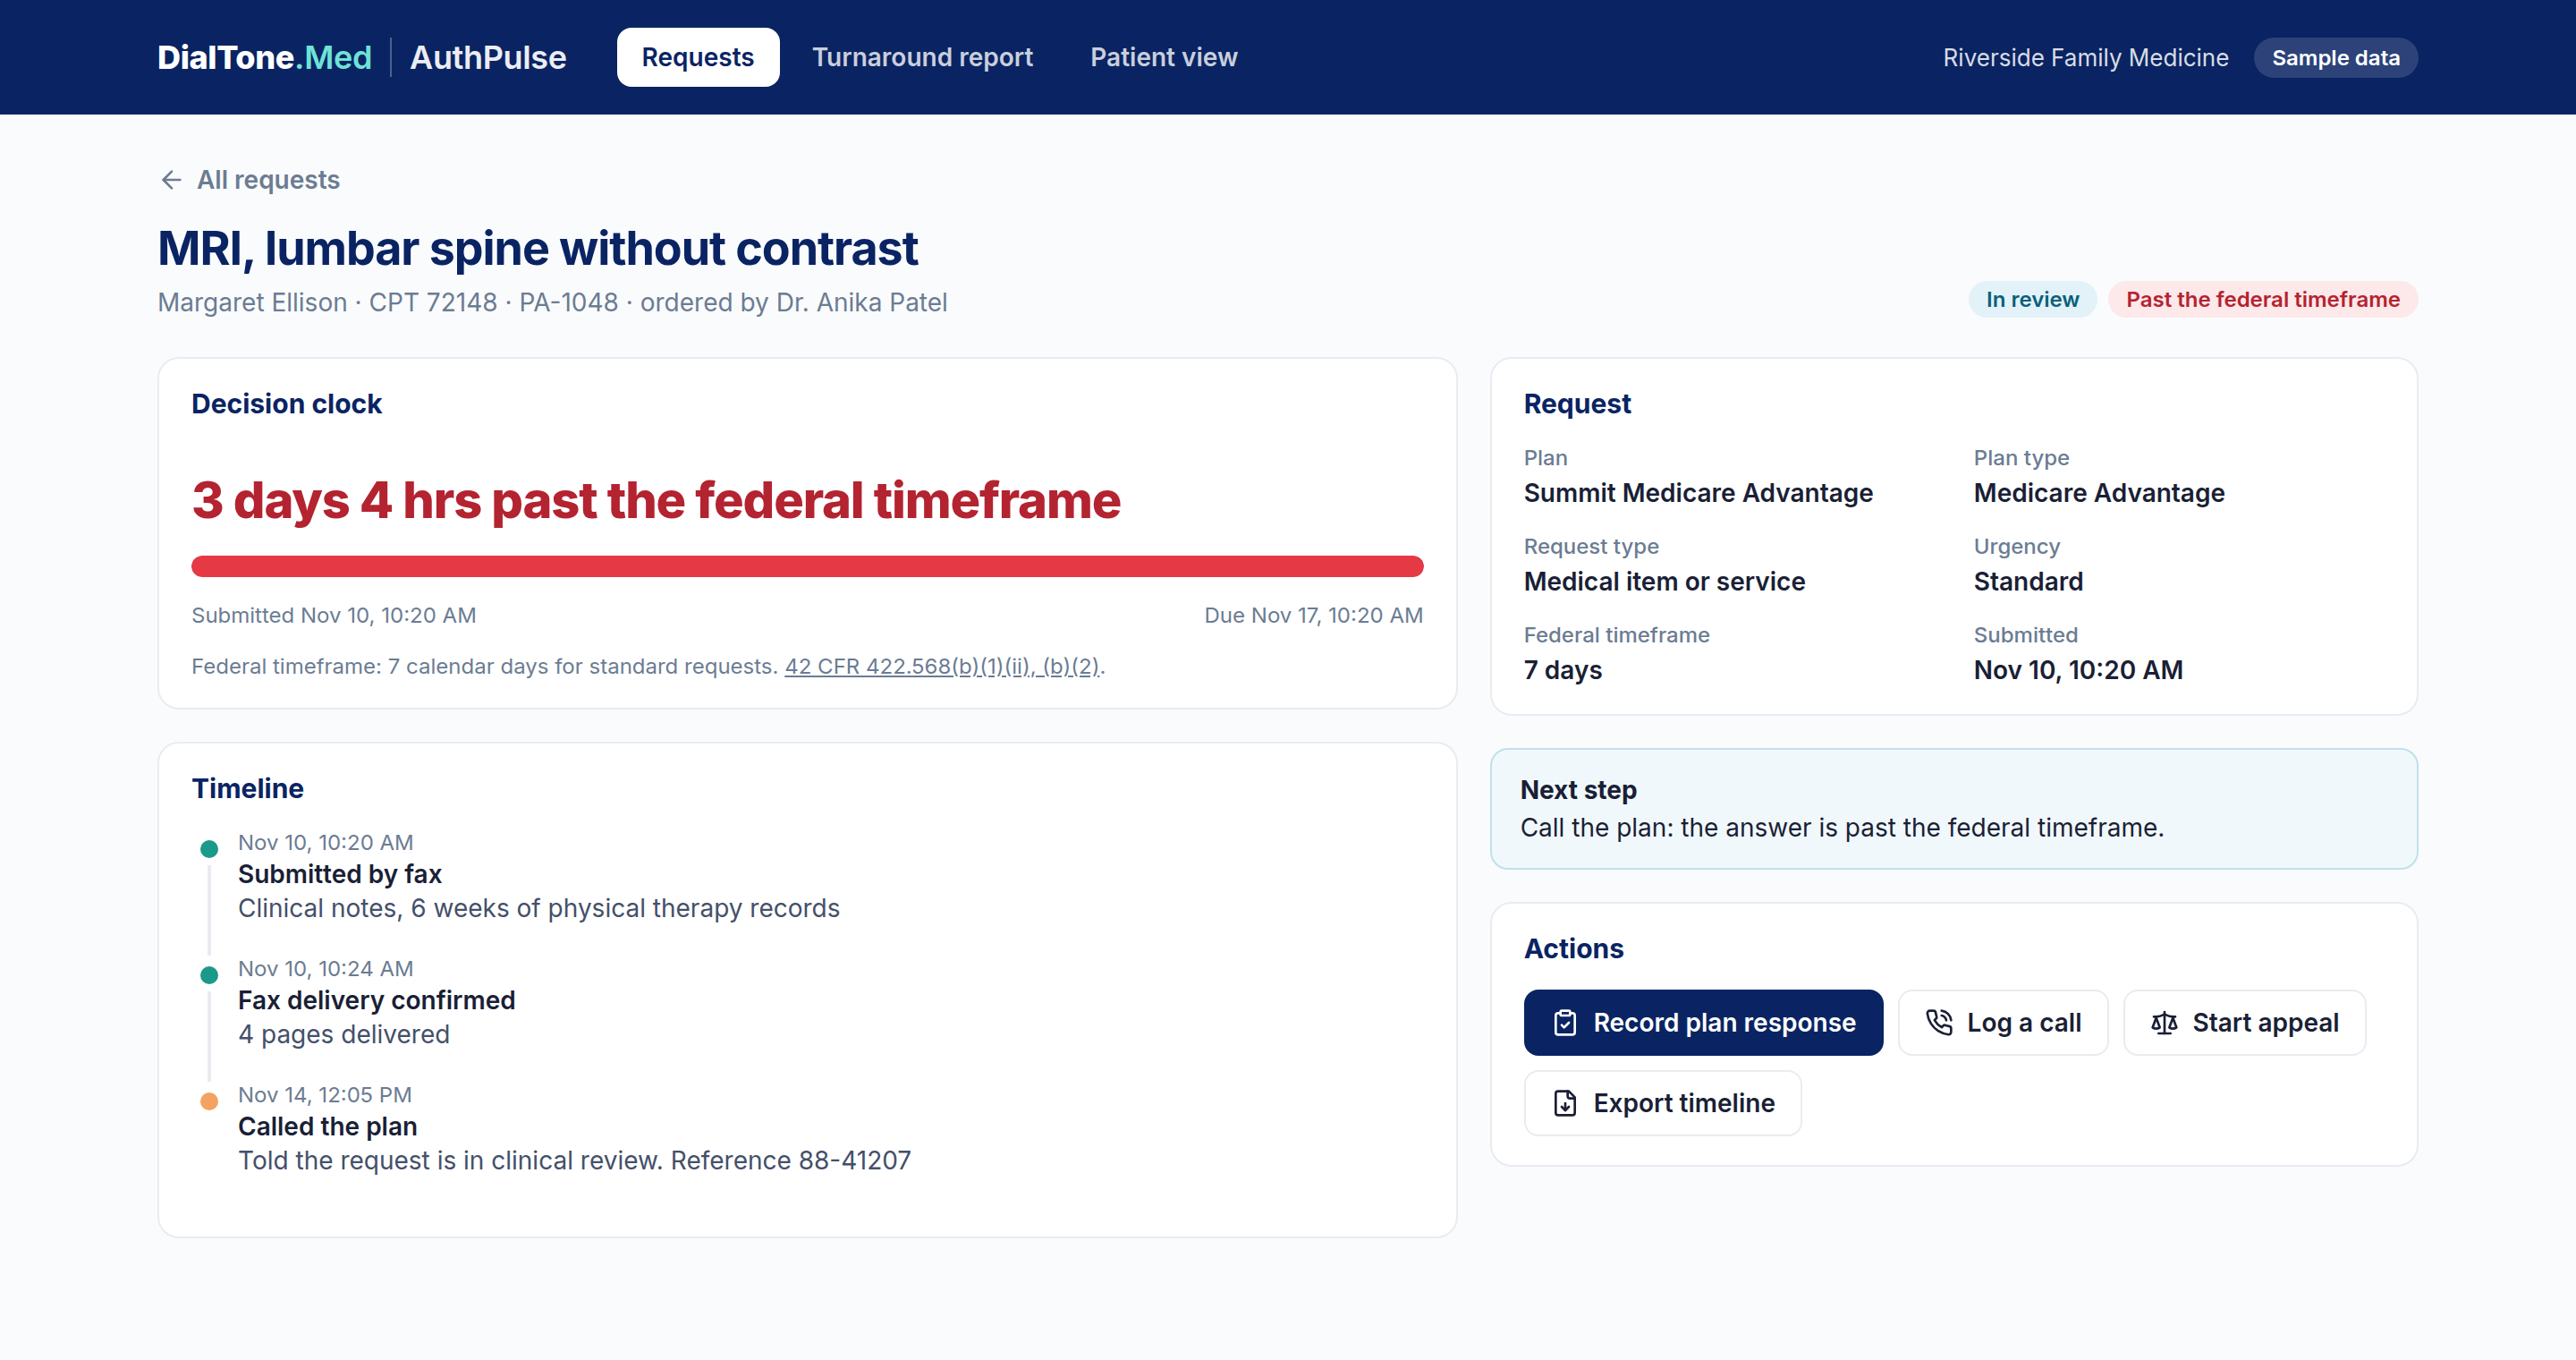 DialTone.Med AuthPulse Requests Turnaround report Patient view Riverside Family Medicine Sample data
All requests
MRI, lumbar spine without contrast
Margaret Ellison · CPT 72148 · PA-1048 · ordered by Dr. Anika Patel
In review Past the federal timeframe
Decision clock
3 days 4 hrs past the federal timeframe
Submitted Nov 10, 10:20 AM Due Nov 17, 10:20 AM
Federal timeframe: 7 calendar days for standard requests. 42 CFR 422.568(b)(1)(ii), (b)(2).
Timeline
Nov 10, 10:20 AM
Submitted by fax
Clinical notes, 6 weeks of physical therapy records
Nov 10, 10:24 AM
Fax delivery confirmed
4 pages delivered
Nov 14, 12:05 PM
Called the plan
Told the request is in clinical review. Reference 88-41207
Request
Plan Plan type
Summit Medicare Advantage Medicare Advantage
Request type Urgency
Medical item or service Standard
Federal timeframe Submitted
7 days Nov 10, 10:20 AM
Next step
Call the plan: the answer is past the federal timeframe.
Actions
Record plan response Log a call Start appeal
Export timeline